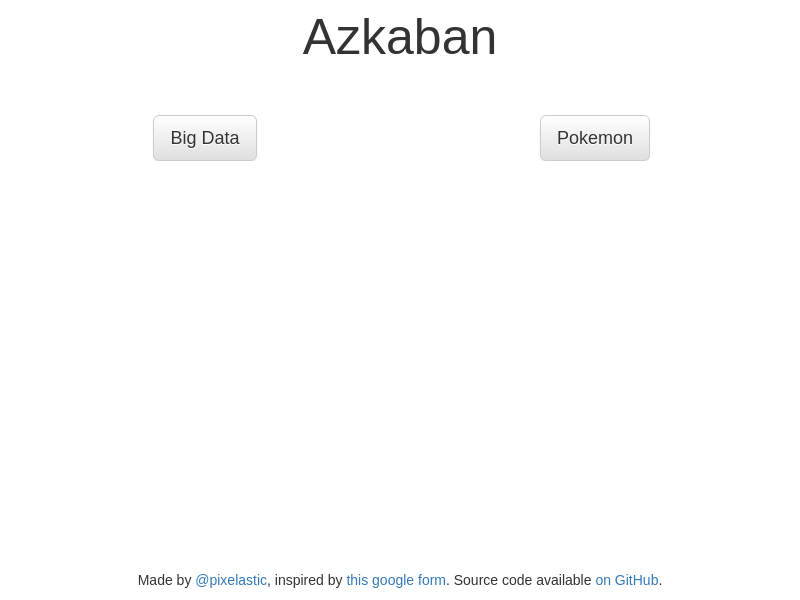 Azkaban
Big Data
Pokemon
Made by @pixelastic, inspired by this google form. Source code available on GitHub.